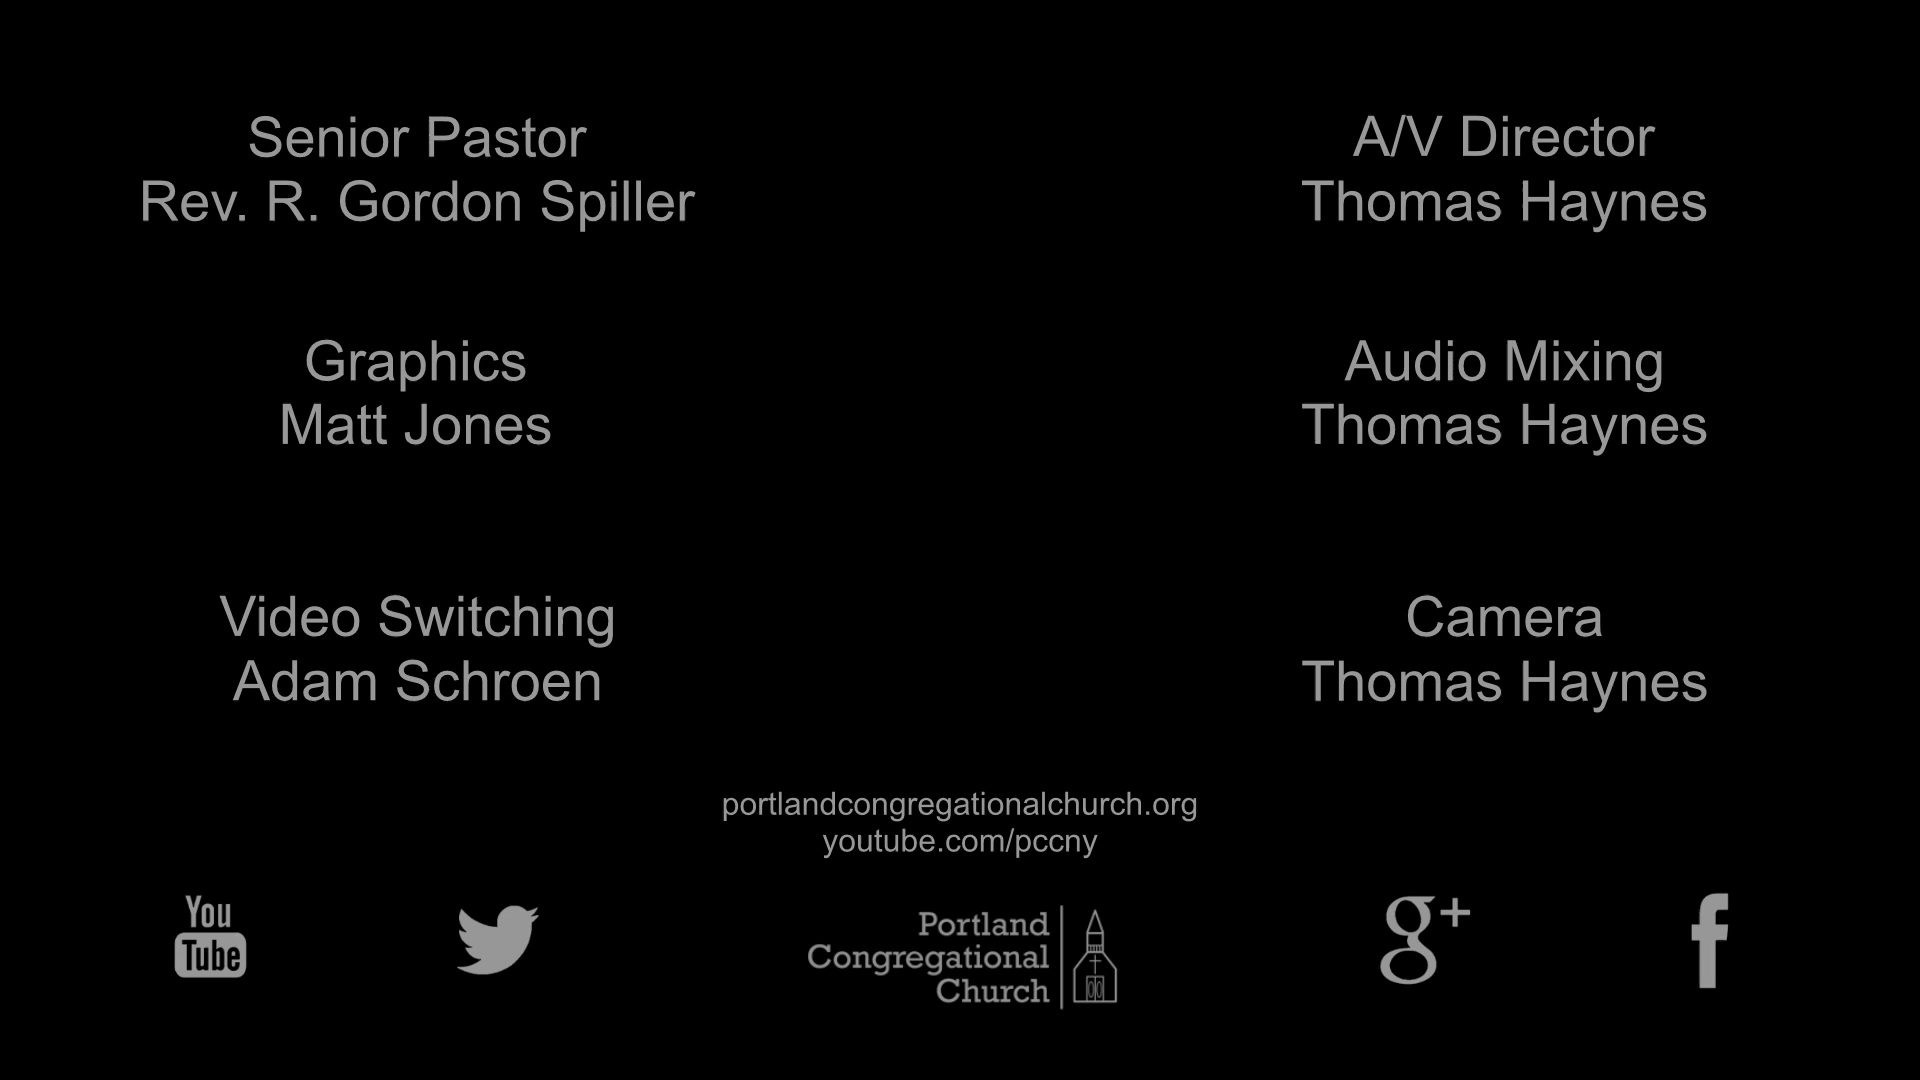 Senior Pastor
Rev. R. Gordon Spiller
A/V Director
Thomas Haynes
Graphics
Matt Jones
Audio Mixing
Thomas Haynes
Video Switching
Adam Schroen
Camera
Thomas Haynes
portlandcongregationalchurch.org
youtube.com/pccny
You
Tube
Portland
Congregational
Church
g+
f